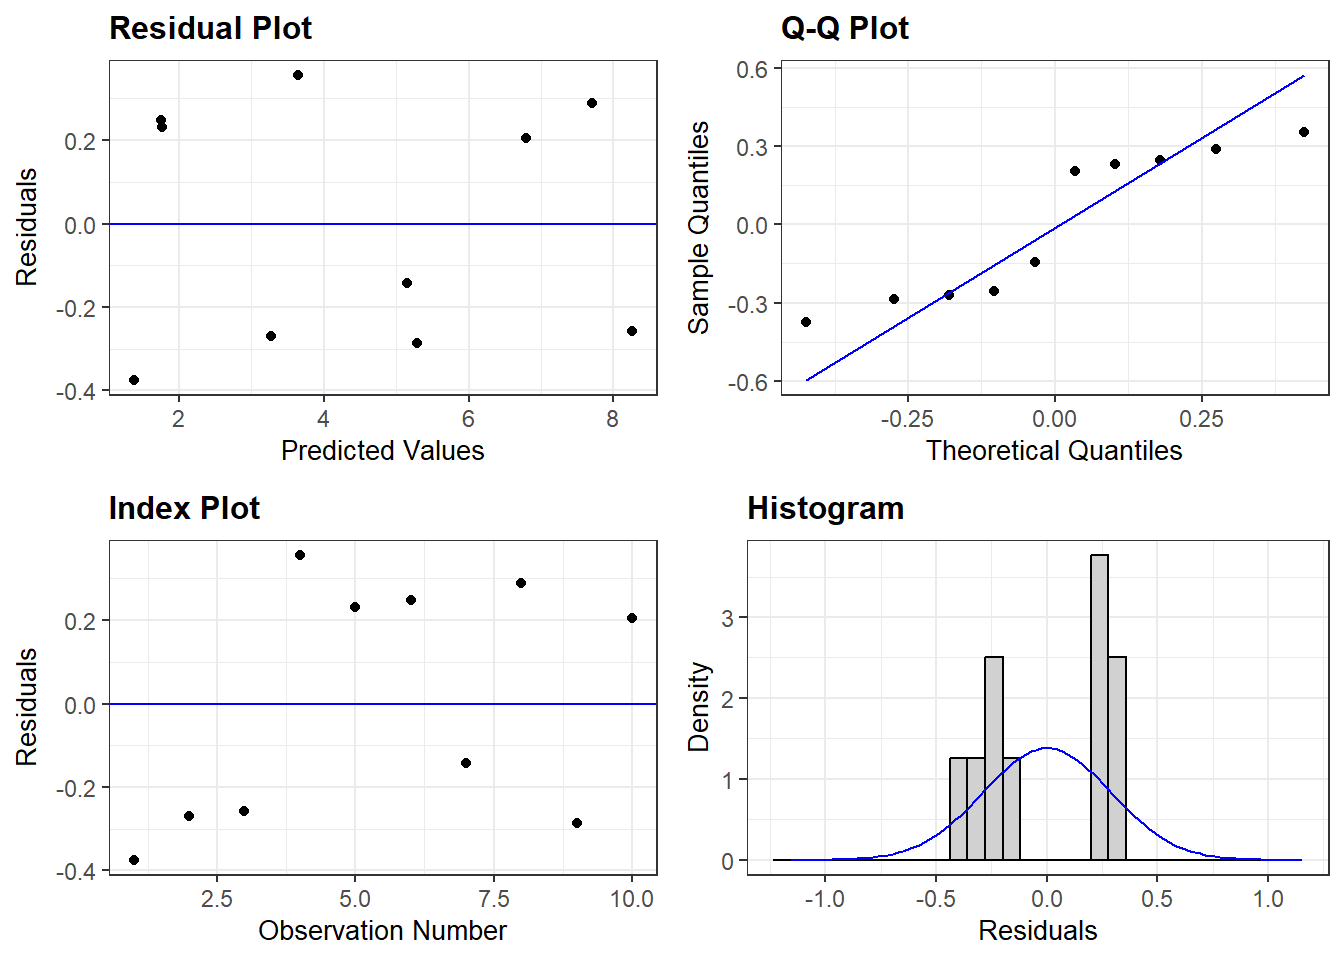 Residual Plot
Residuals
0.2
0.0
-0.2
-0.4
2 4 6 8
Predicted Values
Q-Q Plot
Sample Quantiles
0.6
0.3
0.0
-0.3
-0.6
-0.25 0.00 0.25
Theoretical Quantiles
Index Plot
Residuals
0.2
0.0
-0.2
-0.4
2.5 5.0 7.5 10.0
Observation Number
Histogram
Density
3
2
1
0
-1.0 -0.5 0.0 0.5 1.0
Residuals